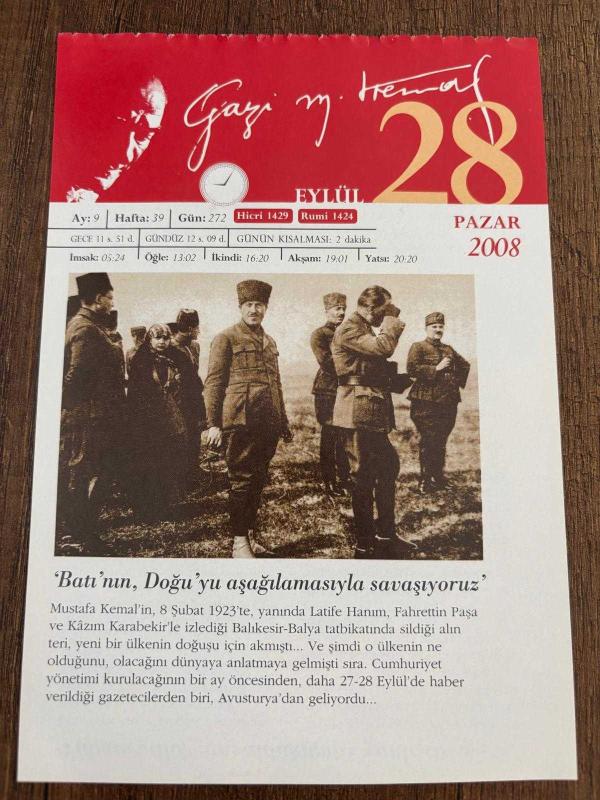 Gazi M. Kemal
28
EYLÜL
Ay: 9 Hafta: 39 Gün: 272 Hicri 1429 Rumi 1424
PAZAR
GECE 11 s. 51 d. GÜNDÜZ 12 s. 09 d. GÜNÜN KISALMASI: 2 dakika
2008
İmsak: 05:24 Öğle: 13:02 İkindi: 16:20 Akşam: 19:01 Yatsı: 20:20
‘Batı’nın, Doğu’yu aşağılamasıyla savaşıyoruz’
Mustafa Kemal'in, 8 Şubat 1923'te, yanında Latife Hanım, Fahrettin Paşa
ve Kâzım Karabekir'le izlediği Balıkesir-Balya tatbikatında sildiği alın
teri, yeni bir ülkenin doğuşu için akmıştı... Ve şimdi o ülkenin ne
olduğunu, olacağını dünyaya anlatmaya gelmişti sıra. Cumhuriyet
yönetimi kurulacağının bir ay öncesinden, daha 27-28 Eylül'de haber
verildiği gazetecilerden biri, Avusturya'dan geliyordu...